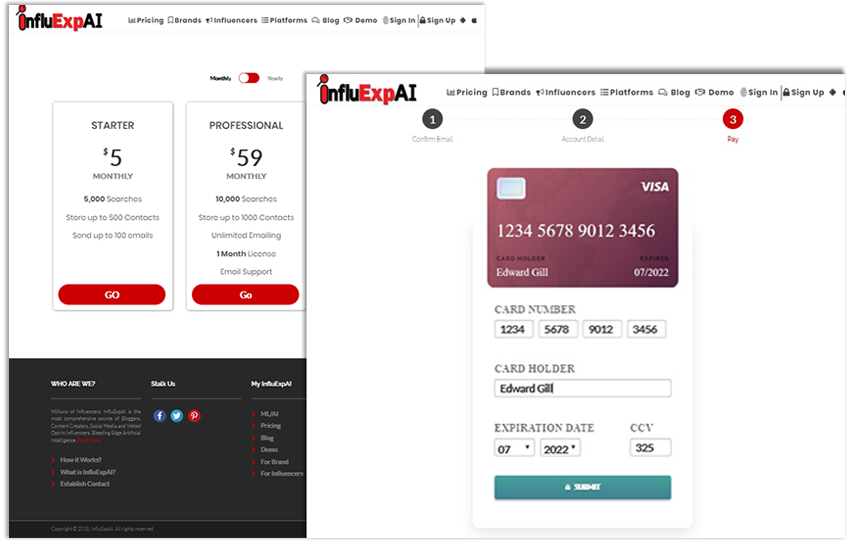 InfluExpAI
Pricing Brands Influencers Platforms Blog Demo Sign In Sign Up
Monthly Yearly
STARTER
$5
MONTHLY
5,000 Searches
Store up to 500 Contacts
Send up to 100 emails
GO
PROFESSIONAL
$59
MONTHLY
10,000 Searches
Store up to 1000 Contacts
Unlimited Emailing
1 Month License
Email Support
Go
WHO ARE WE?
Millions of Influencers. InfluExpAI is the
most comprehensive source of Bloggers,
Content Creators, Social Media and Vetted
Opt-In Influencers. Bleeding Edge Artificial
Intelligence. Read More
How it Works?
What is InfluExpAI?
Establish Contact
Stalk Us
My InfluExpAI
ML/AI
Pricing
Blog
Demo
For Brand
For Influencers
Copyright © 2018, InfluExpAI. All rights reserved
InfluExpAI
Pricing Brands Influencers Platforms Blog Demo Sign In Sign Up
1 2 3
Confirm Email Account Detail Pay
VISA
1234 5678 9012 3456
CARD HOLDER EXPIRES
Edward Gill 07/2022
CARD NUMBER
1234 5678 9012 3456
CARD HOLDER
Edward Gill
EXPIRATION DATE CCV
07 2022 325
SUBMIT